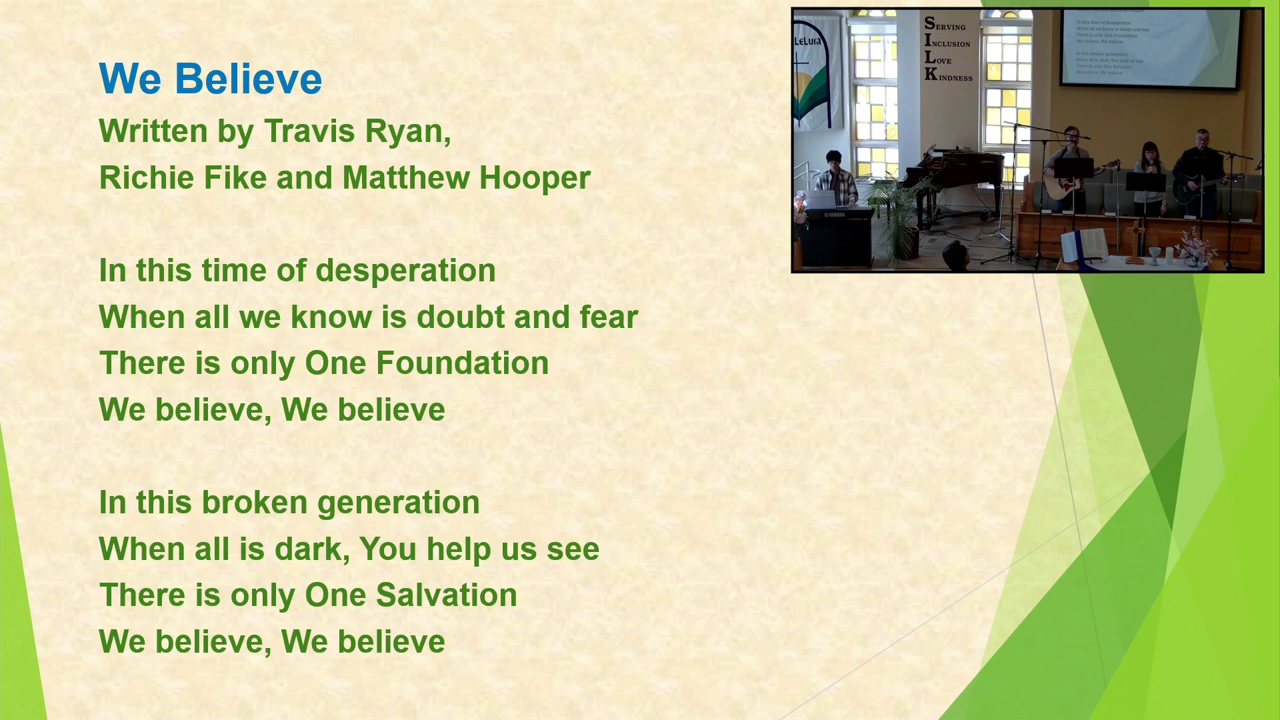 We Believe
Written by Travis Ryan,
Richie Fike and Matthew Hooper
In this time of desperation
When all we know is doubt and fear
There is only One Foundation
We believe, We believe
In this broken generation
When all is dark, You help us see
There is only One Salvation
We believe, We believe
SERVING
INCLUSION
LOVE
KINDNESS